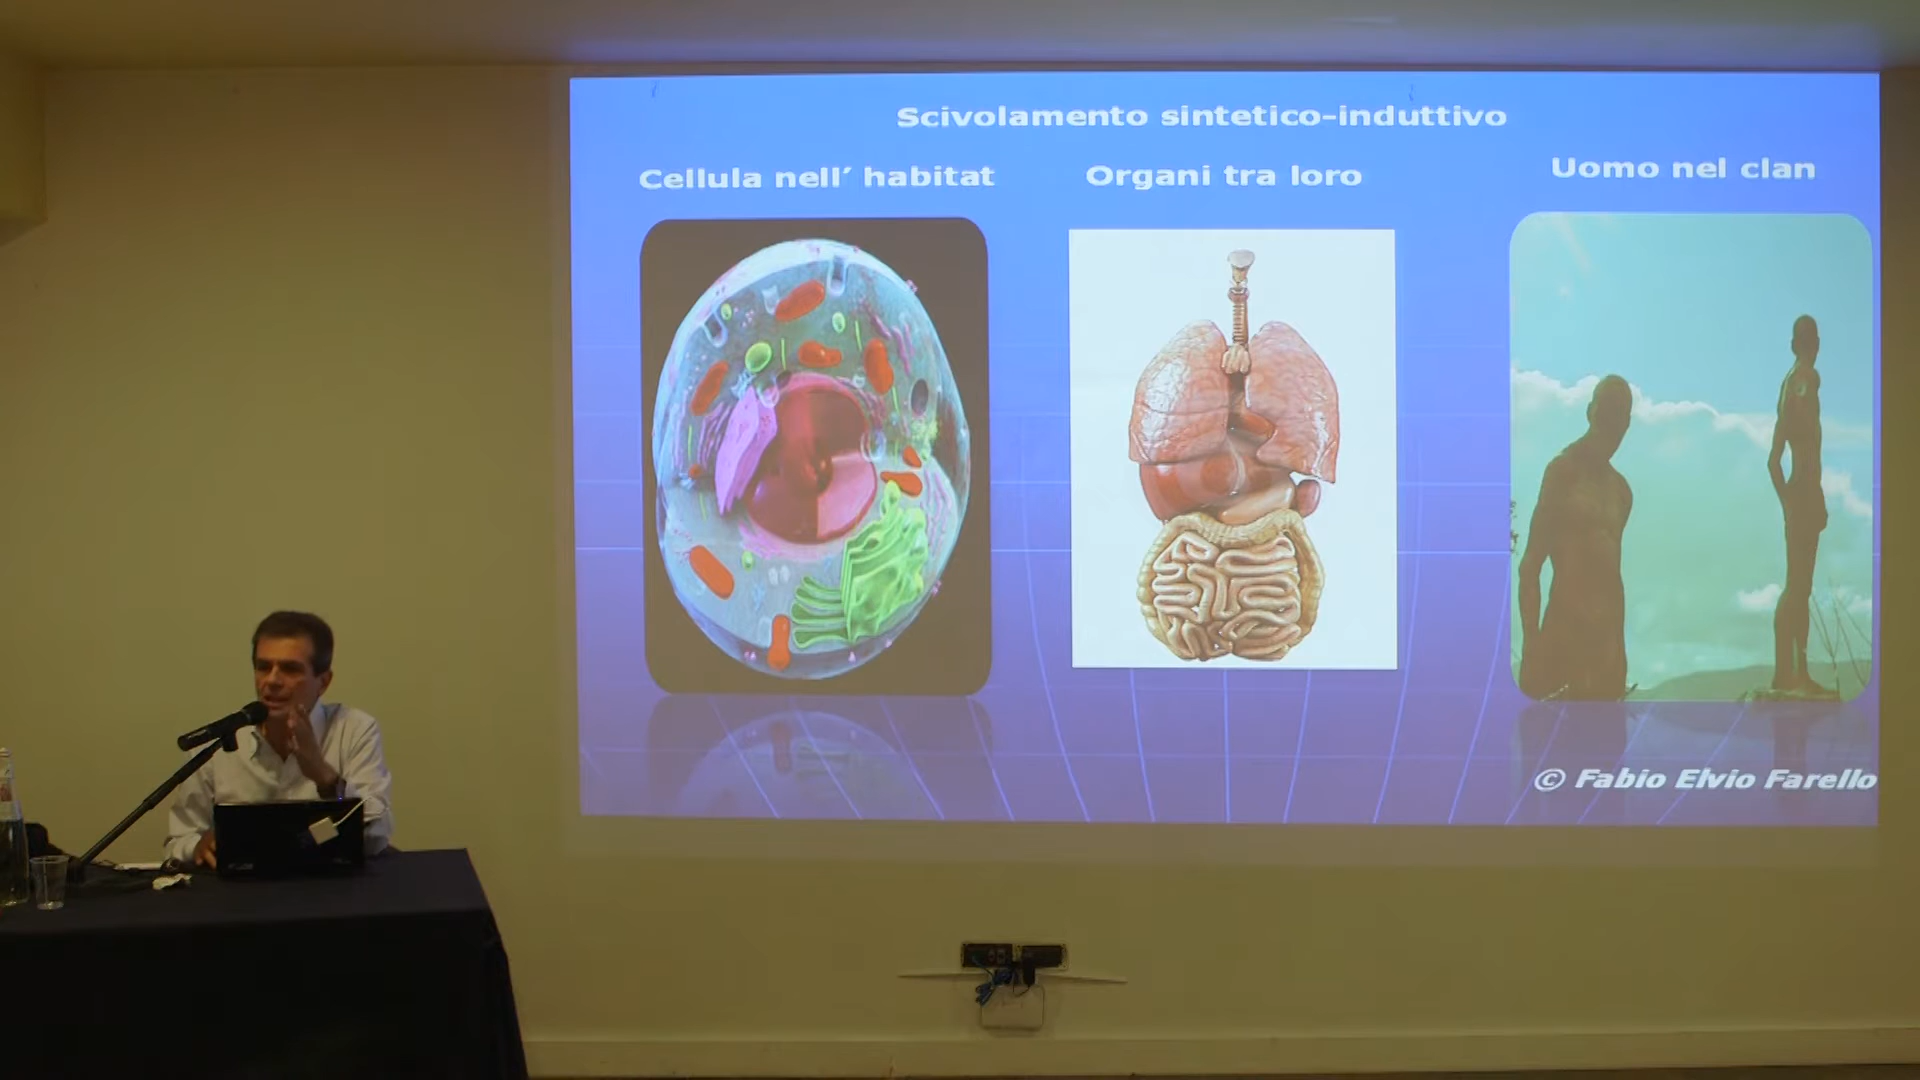 Scivolamento sintetico-induttivo
Cellula nell′ habitat
Organi tra loro
Uomo nel clan
© Fabio Elvio Farello